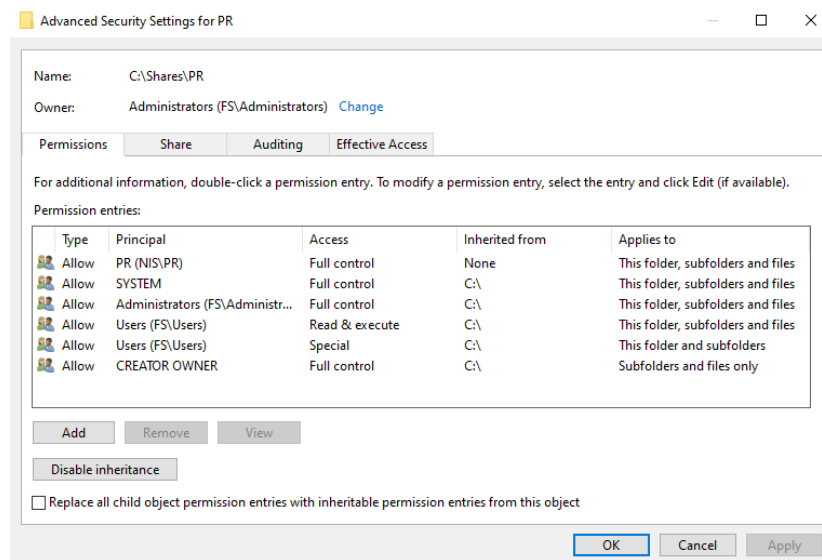 Advanced Security Settings for PR
Name: C:\Shares\PR
Owner: Administrators (FS\Administrators) Change
Permissions Share Auditing Effective Access
For additional information, double-click a permission entry. To modify a permission entry, select the entry and click Edit (if available).
Permission entries:
Type Principal Access Inherited from Applies to
Allow PR (NIS\PR) Full control None This folder, subfolders and files
Allow SYSTEM Full control C:\ This folder, subfolders and files
Allow Administrators (FS\Administr... Full control C:\ This folder, subfolders and files
Allow Users (FS\Users) Read & execute C:\ This folder, subfolders and files
Allow Users (FS\Users) Special C:\ This folder and subfolders
Allow CREATOR OWNER Full control C:\ Subfolders and files only
Add Remove View
Disable inheritance
Replace all child object permission entries with inheritable permission entries from this object
OK Cancel Apply